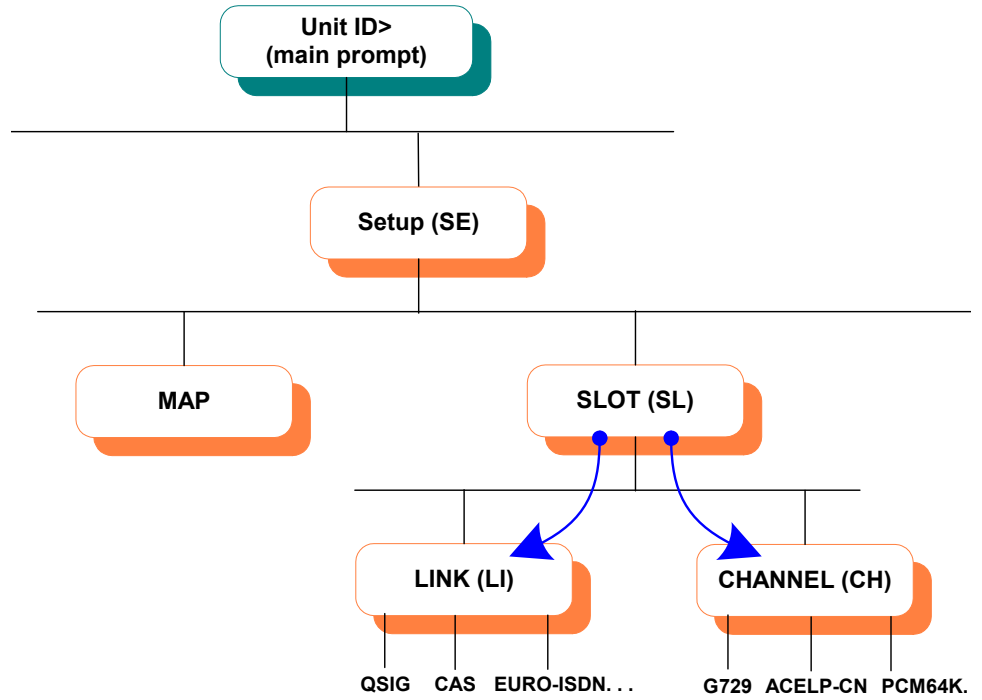 Unit ID>
(main prompt)
Setup (SE)
MAP
SLOT (SL)
LINK (LI)
CHANNEL (CH)
QSIG CAS EURO-ISDN. . .
G729 ACELP-CN PCM64K.